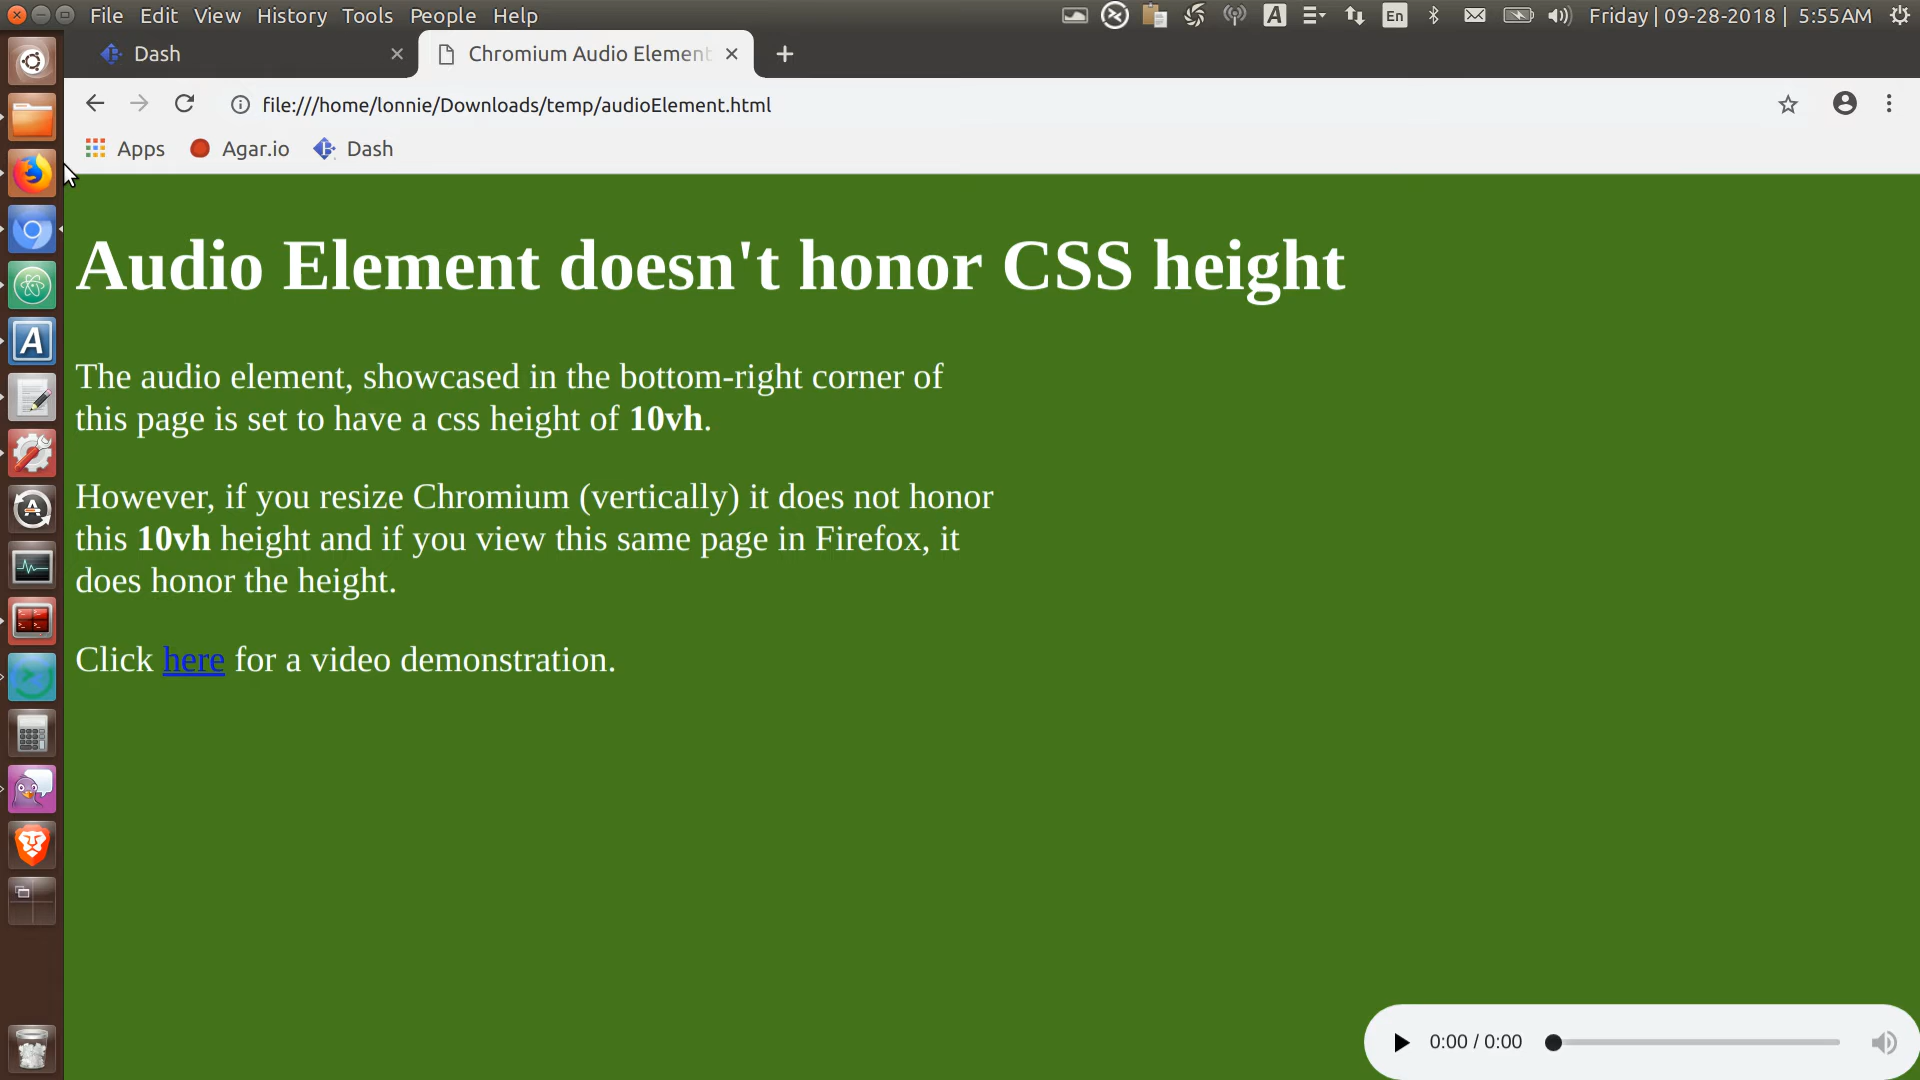 File Edit View History Tools People Help
En
Friday | 09-28-2018 | 5:55AM
Dash
Chromium Audio Element
file:///home/lonnie/Downloads/temp/audioElement.html
Apps Agar.io Dash
Audio Element doesn't honor CSS height
The audio element, showcased in the bottom-right corner of
this page is set to have a css height of 10vh.
However, if you resize Chromium (vertically) it does not honor
this 10vh height and if you view this same page in Firefox, it
does honor the height.
Click here for a video demonstration.
0:00 / 0:00